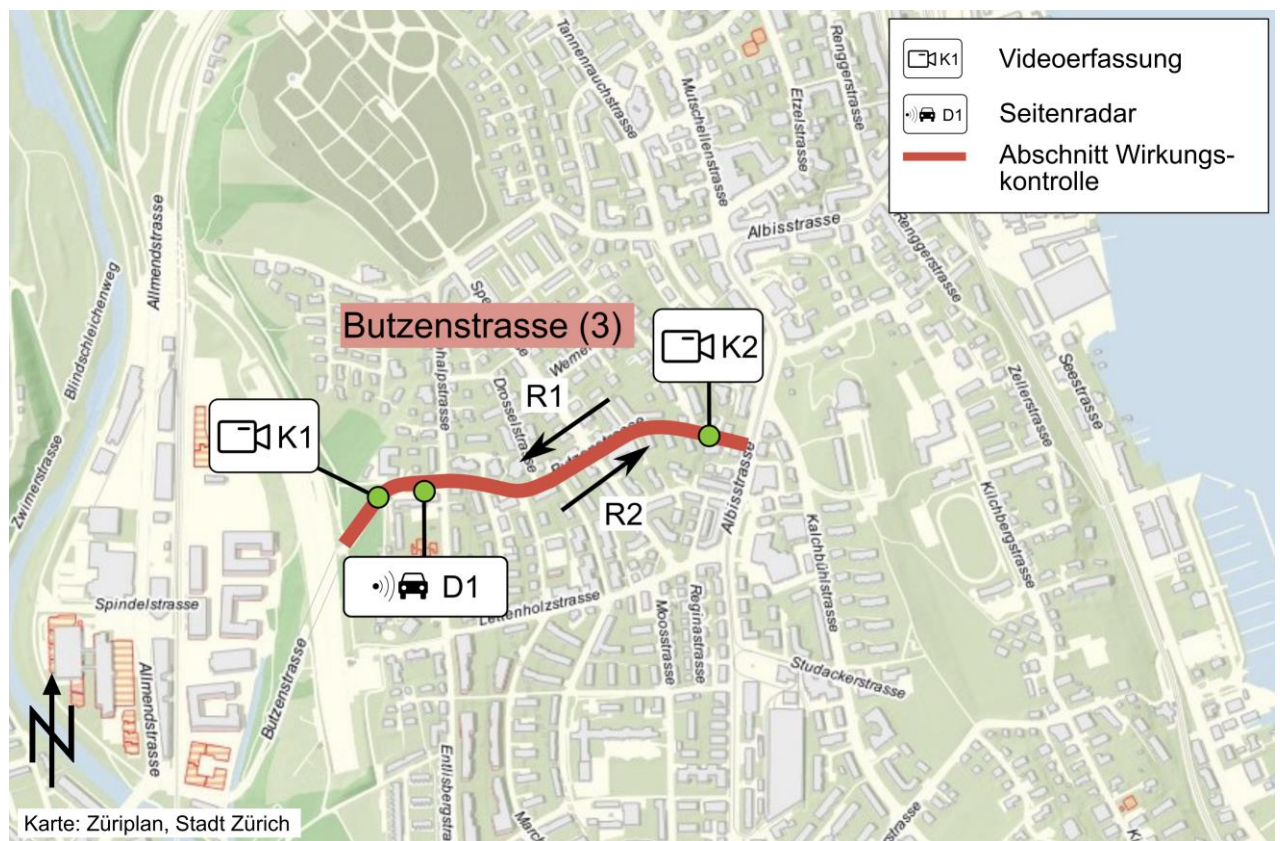 K1
Videoerfassung
D1
Seitenradar
Abschnitt Wirkungs-
kontrolle
Tannenrauchstrasse
Mutschellenstrasse
Etzelstrasse
Renggerstrasse
Allmendstrasse
Blindschleichenweg
Albisstrasse
Renggerstrasse
Butzenstrasse (3)
K2
Drosselstrasse
R1
K1
R2
Albisstrasse
Seestrasse
Zellerstrasse
Zwirnerstrasse
Kilchbergstrasse
Kalchbühlstrasse
D1
Spindelstrasse
Lettenholzstrasse
Moosstrasse
Reginastrasse
Studackerstrasse
Butzenstrasse
Allmendstrasse
Entlisbergstrasse
N
Karte: Züriplan, Stadt Zürich